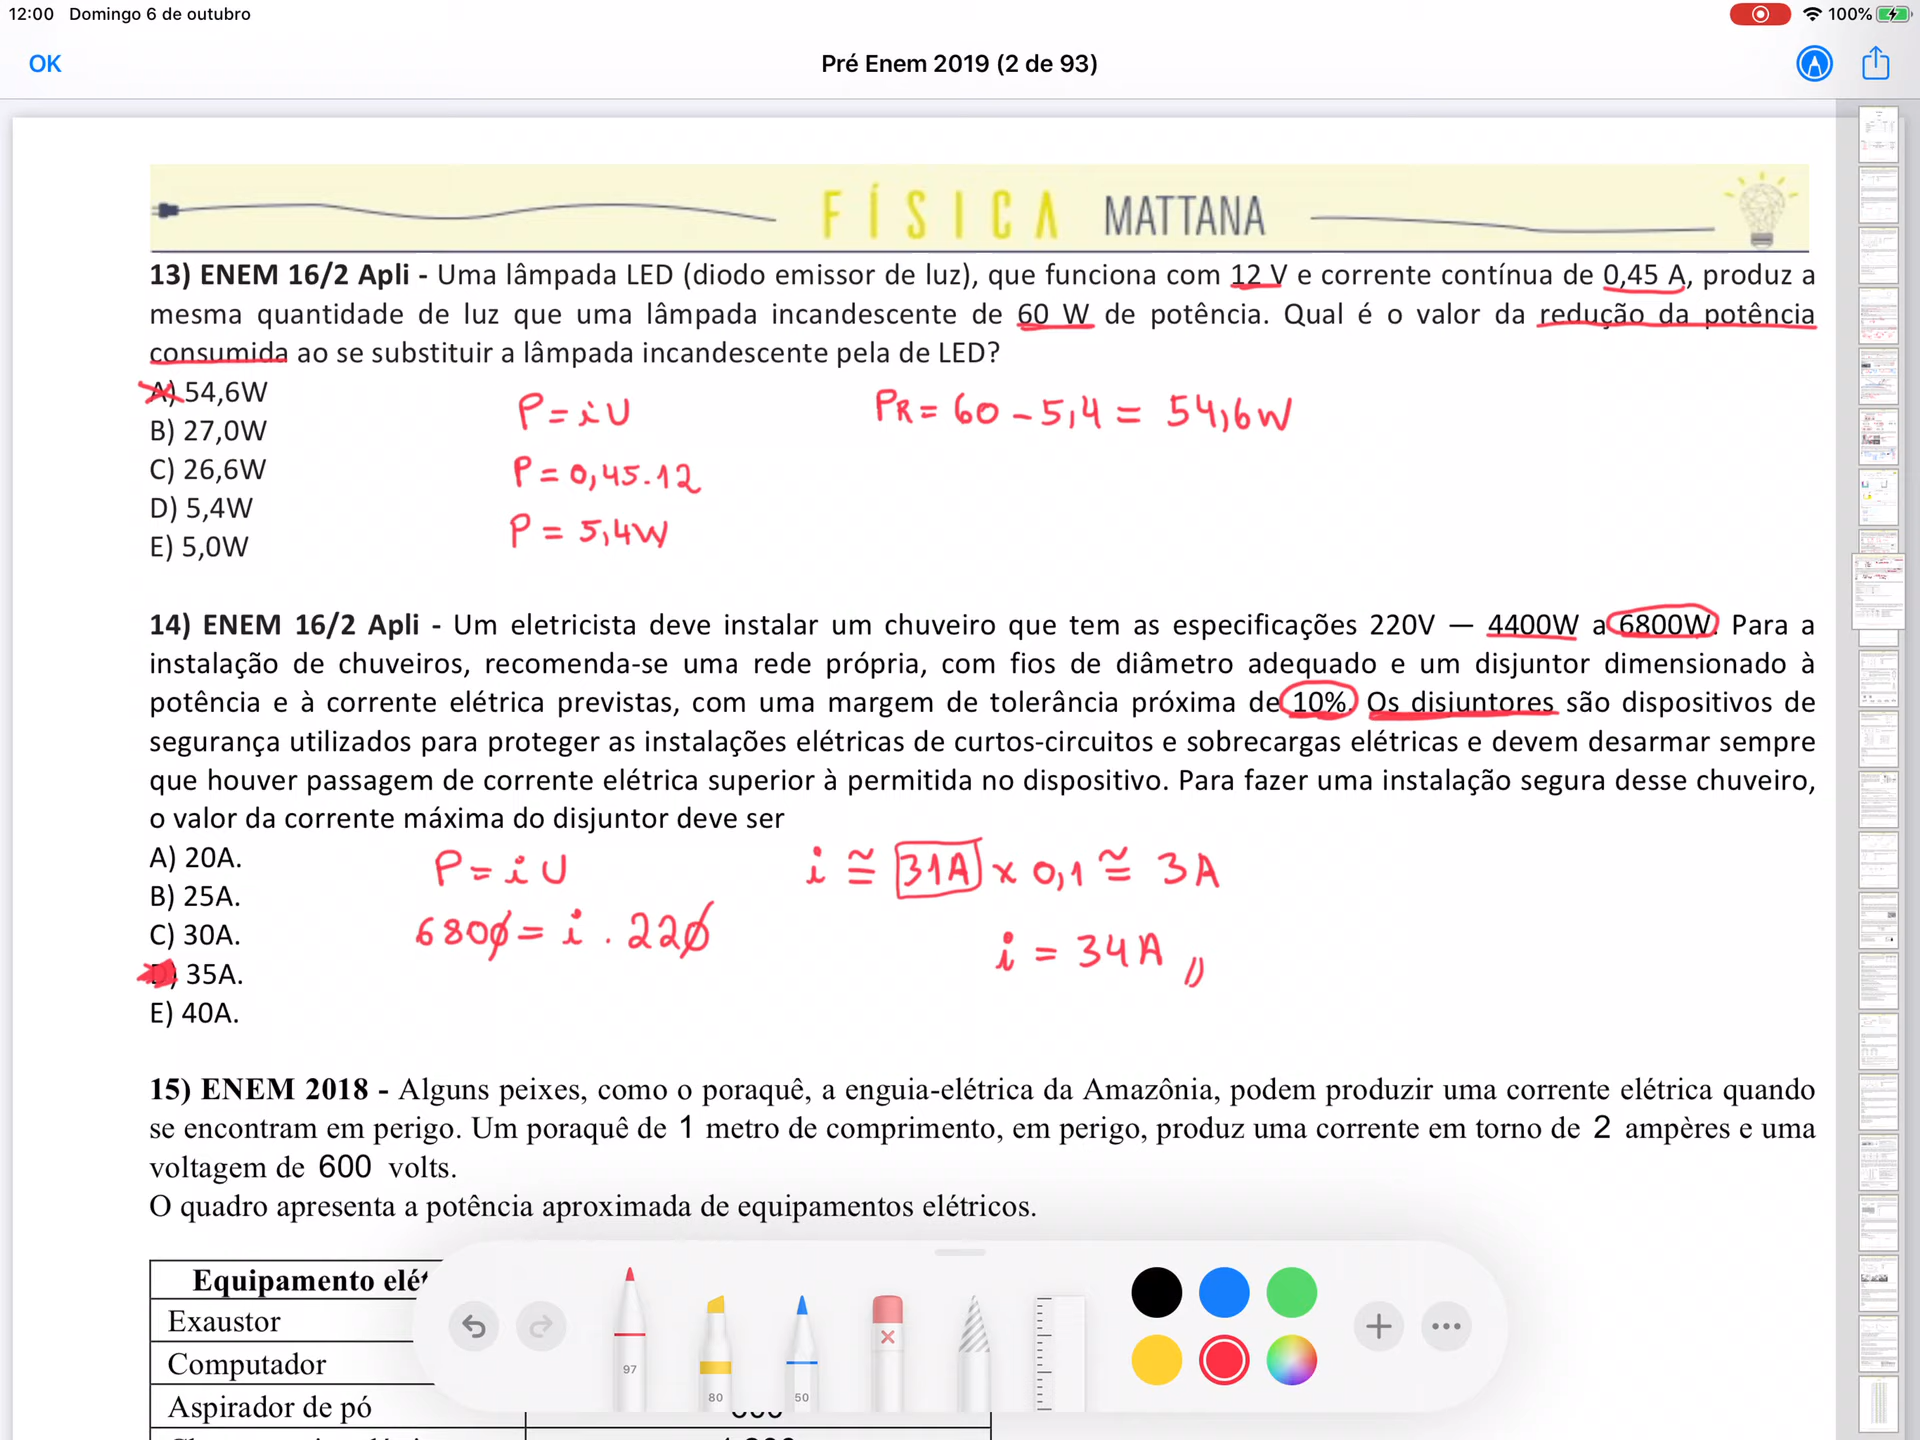 12:00 Domingo 6 de outubro
100%
OK
Pré Enem 2019 (2 de 93)
FÍSICA MATTANA
13) ENEM 16/2 Apli - Uma lâmpada LED (diodo emissor de luz), que funciona com 12 V e corrente contínua de 0,45 A, produz a
mesma quantidade de luz que uma lâmpada incandescente de 60 W de potência. Qual é o valor da redução da potência
consumida ao se substituir a lâmpada incandescente pela de LED?
A) 54,6W
B) 27,0W
C) 26,6W
D) 5,4W
E) 5,0W
P = i U
P = 0,45.12
P = 5,4W
PR = 60 - 5,4 = 54,6W
14) ENEM 16/2 Apli - Um eletricista deve instalar um chuveiro que tem as especificações 220V — 4400W a 6800W. Para a
instalação de chuveiros, recomenda-se uma rede própria, com fios de diâmetro adequado e um disjuntor dimensionado à
potência e à corrente elétrica previstas, com uma margem de tolerância próxima de 10%. Os disjuntores são dispositivos de
segurança utilizados para proteger as instalações elétricas de curtos-circuitos e sobrecargas elétricas e devem desarmar sempre
que houver passagem de corrente elétrica superior à permitida no dispositivo. Para fazer uma instalação segura desse chuveiro,
o valor da corrente máxima do disjuntor deve ser
A) 20A.
B) 25A.
C) 30A.
D) 35A.
E) 40A.
P = i U
6800 = i . 220
i ≅ 31A x 0,1 ≅ 3A
i = 34A
15) ENEM 2018 - Alguns peixes, como o poraquê, a enguia-elétrica da Amazônia, podem produzir uma corrente elétrica quando
se encontram em perigo. Um poraquê de 1 metro de comprimento, em perigo, produz uma corrente em torno de 2 ampères e uma
voltagem de 600 volts.
O quadro apresenta a potência aproximada de equipamentos elétricos.
Equipamento elé
Exaustor
Computador
Aspirador de pó
97
80
50